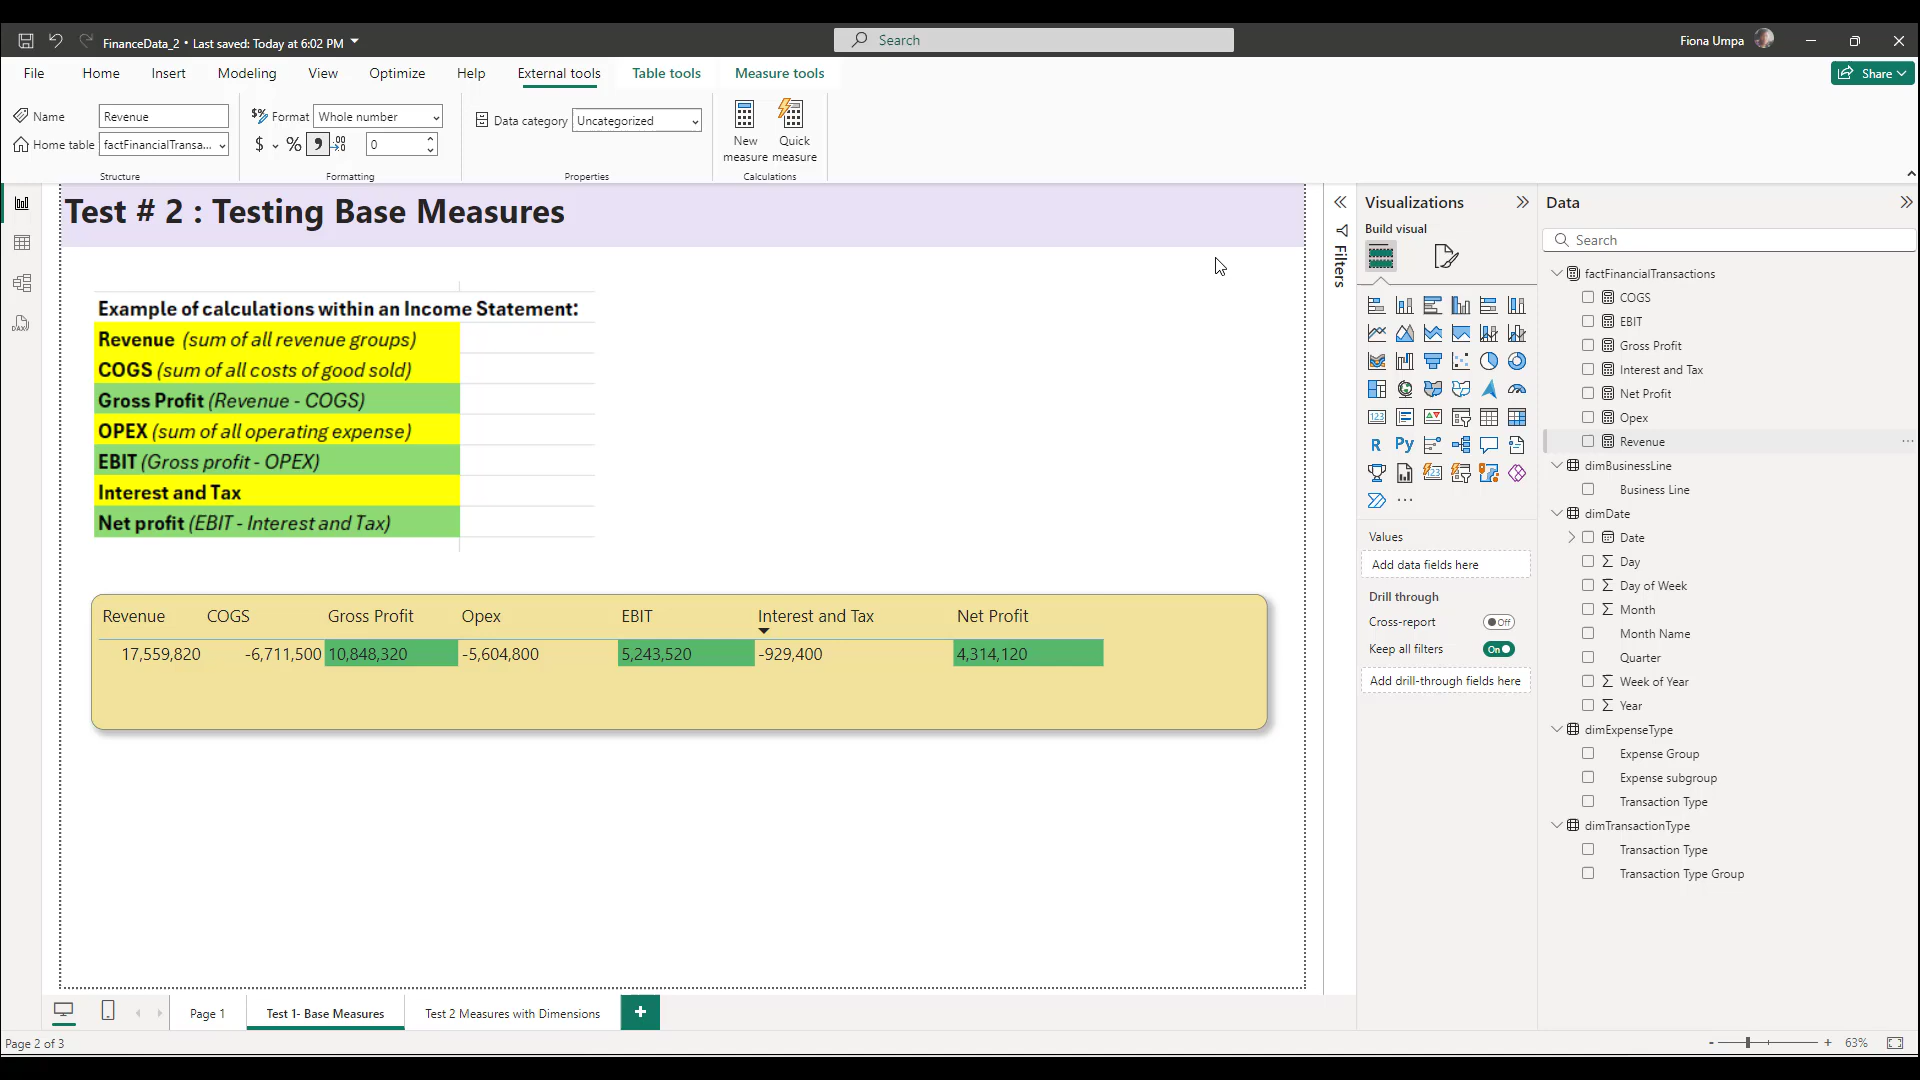 FinanceData_2 • Last saved: Today at 6:02 PM
Search
Fiona Umpa
File Home Insert Modeling View Optimize Help External tools Table tools Measure tools
Share
Name Revenue
Home table factFinancialTransa...
Structure
Format Whole number
$ % 0
Formatting
Data category Uncategorized
Properties
New measure
Quick measure
Calculations
Test # 2 : Testing Base Measures
Example of calculations within an Income Statement:
Revenue (sum of all revenue groups)
COGS (sum of all costs of good sold)
Gross Profit (Revenue - COGS)
OPEX (sum of all operating expense)
EBIT (Gross profit - OPEX)
Interest and Tax
Net profit (EBIT - Interest and Tax)
Revenue COGS Gross Profit Opex EBIT Interest and Tax Net Profit
17,559,820 -6,711,500 10,848,320 -5,604,800 5,243,520 -929,400 4,314,120
Filters
Visualizations
Build visual
R Py
123
...
Values
Add data fields here
Drill through
Cross-report Off
Keep all filters On
Add drill-through fields here
Data
Search
factFinancialTransactions
COGS
EBIT
Gross Profit
Interest and Tax
Net Profit
Opex
Revenue ...
dimBusinessLine
Business Line
dimDate
Date
Day
Day of Week
Month
Month Name
Quarter
Week of Year
Year
dimExpenseType
Expense Group
Expense subgroup
Transaction Type
dimTransactionType
Transaction Type
Transaction Type Group
Page 1 Test 1- Base Measures Test 2 Measures with Dimensions +
Page 2 of 3
- + 63%